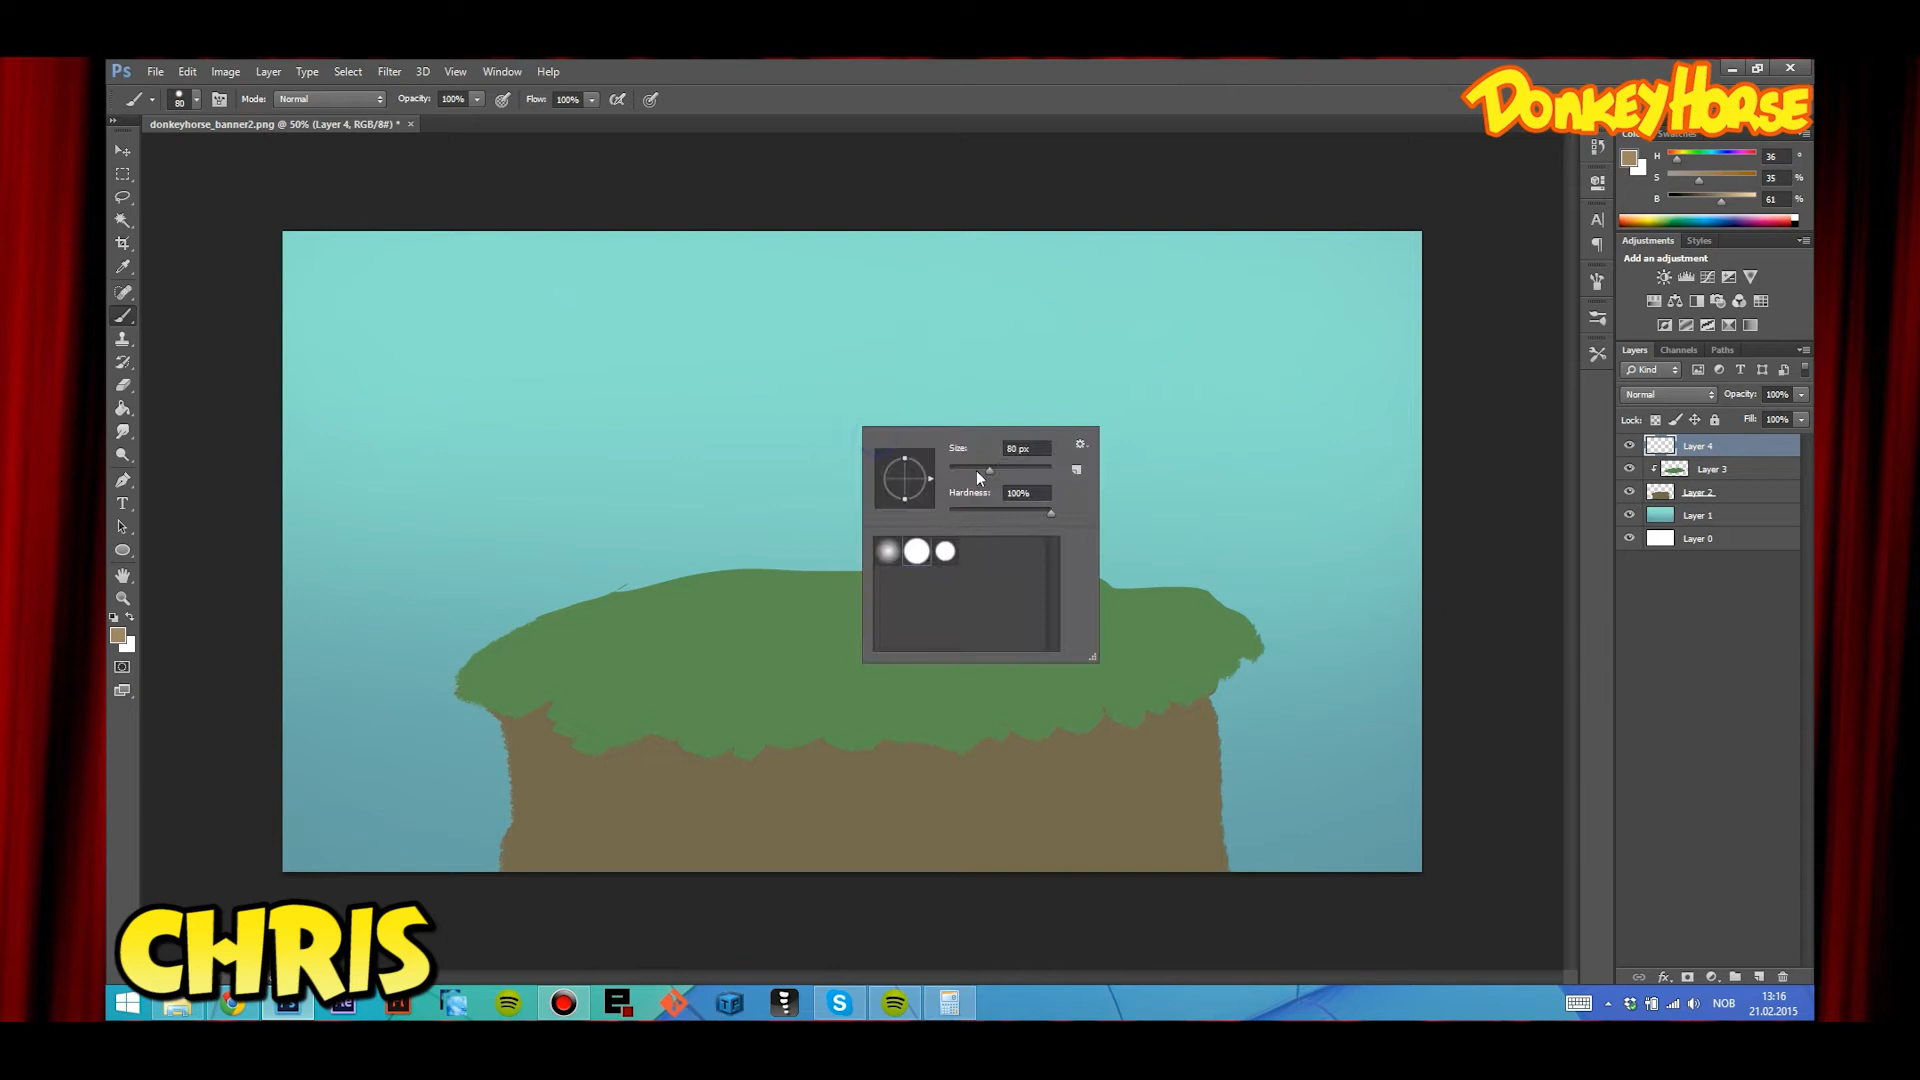 Ps File Edit Image Layer Type Select Filter 3D View Window Help
DONKEYHORSE
80 Mode: Normal Opacity: 100% Flow: 100%
donkeyhorse_banner2.png @ 50% (Layer 4, RGB/8#) *
H 36 °
S 35 %
B 61 %
Adjustments Styles
Add an adjustment
Layers Channels Paths
Kind
Normal Opacity: 100%
Lock: Fill: 100%
Layer 4
Layer 3
Layer 2
Layer 1
Layer 0
Size: 80 px
Hardness: 100%
CHRIS
NOB 13:16
21.02.2015